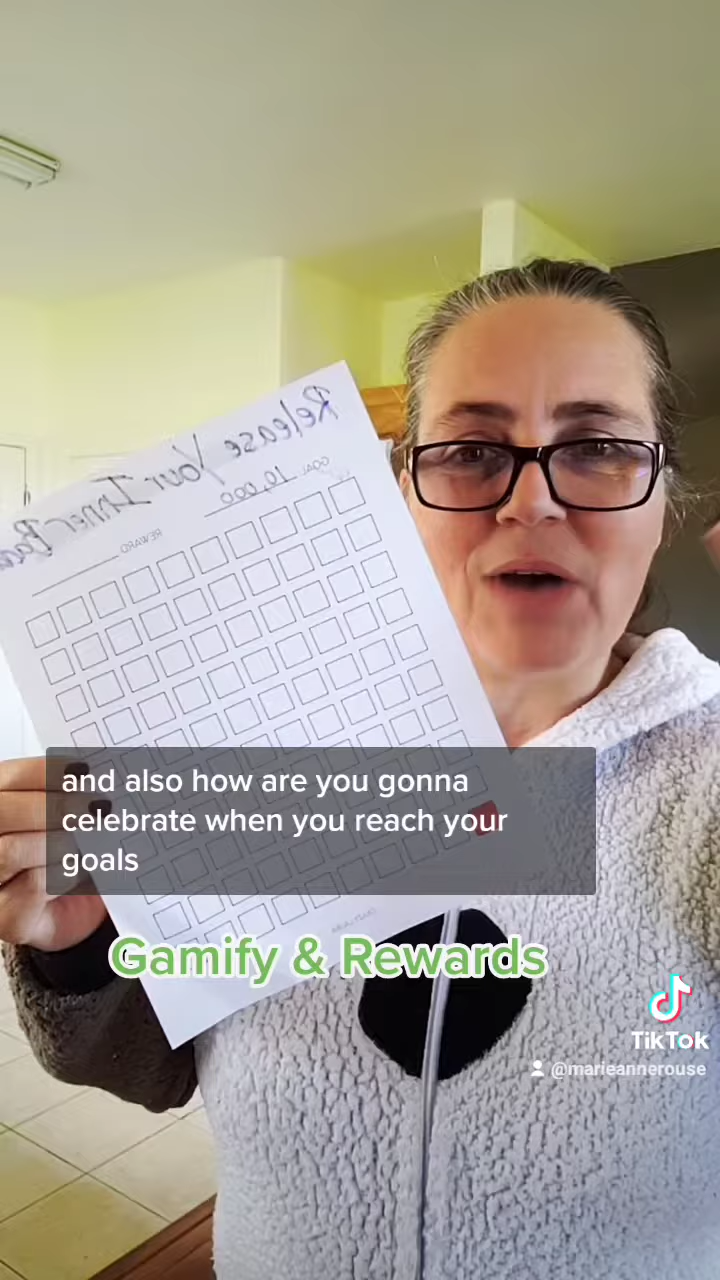 Release Your Inner
GOAL 10,000
REWARD
and also how are you gonna
celebrate when you reach your
goals
Gamify & Rewards
TikTok
@marieannerouse